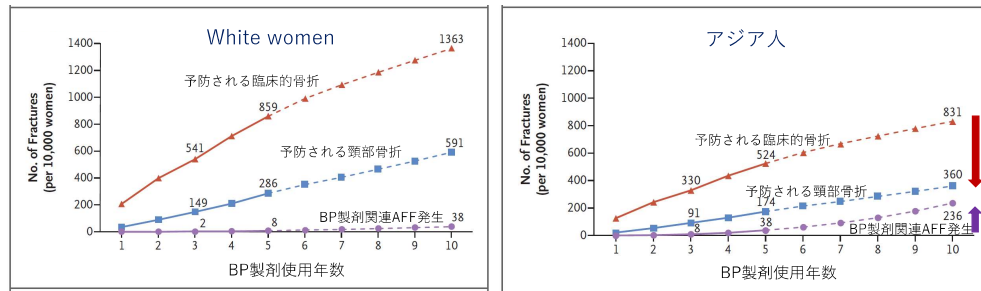 White women
No. of Fractures
(per 10,000 women)
1400
1200
1000
800
600
400
200
0
1363
859
541
予防される臨床的骨折
591
予防される頸部骨折
286
149
BP製剤関連AFF発生
2
8
38
1 2 3 4 5 6 7 8 9 10
BP製剤使用年数
アジア人
No. of Fractures
(per 10,000 women)
1400
1200
1000
800
600
400
200
0
831
予防される臨床的骨折
524
330
360
予防される頸部骨折
174
91
8
38
236
BP製剤関連AFF発生
1 2 3 4 5 6 7 8 9 10
BP製剤使用年数